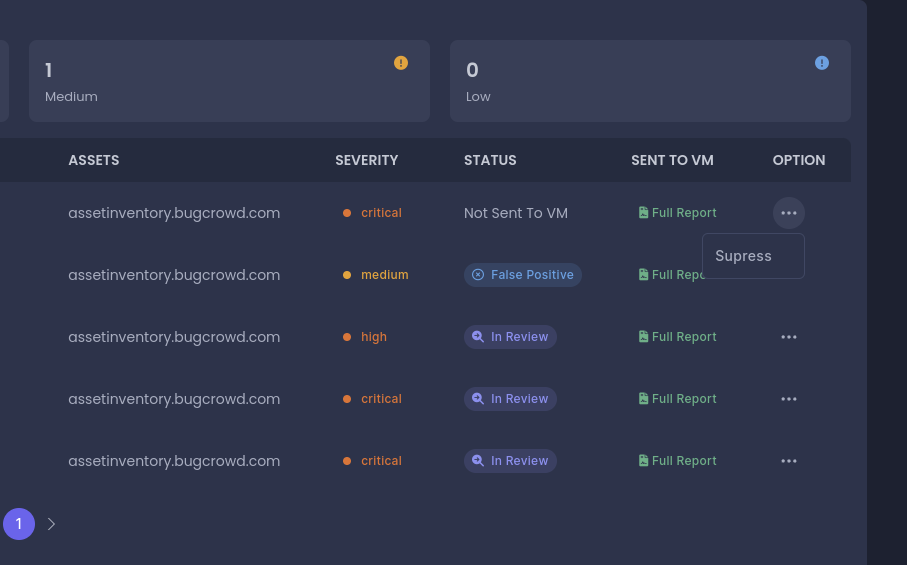 1
Medium
0
Low
ASSETS SEVERITY STATUS SENT TO VM OPTION
assetinventory.bugcrowd.com critical Not Sent To VM Full Report
Supress
assetinventory.bugcrowd.com medium False Positive Full Repo
assetinventory.bugcrowd.com high In Review Full Report
assetinventory.bugcrowd.com critical In Review Full Report
assetinventory.bugcrowd.com critical In Review Full Report
1